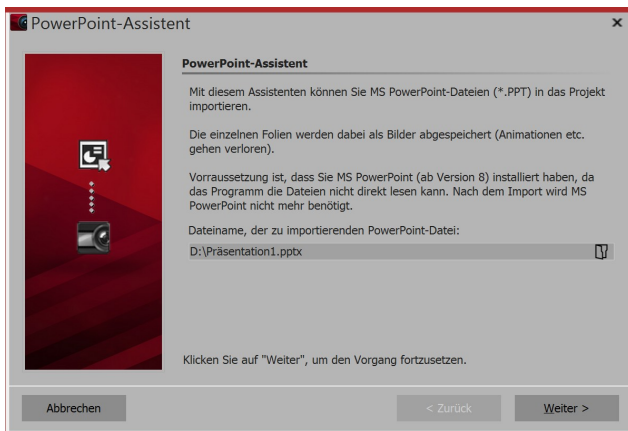 PowerPoint-Assistent
PowerPoint-Assistent
Mit diesem Assistenten können Sie MS PowerPoint-Dateien (*.PPT) in das Projekt
importieren.
Die einzelnen Folien werden dabei als Bilder abgespeichert (Animationen etc.
gehen verloren).
Vorraussetzung ist, dass Sie MS PowerPoint (ab Version 8) installiert haben, da
das Programm die Dateien nicht direkt lesen kann. Nach dem Import wird MS
PowerPoint nicht mehr benötigt.
Dateiname, der zu importierenden PowerPoint-Datei:
D:\Präsentation1.pptx
Klicken Sie auf "Weiter", um den Vorgang fortzusetzen.
Abbrechen
< Zurück
Weiter >